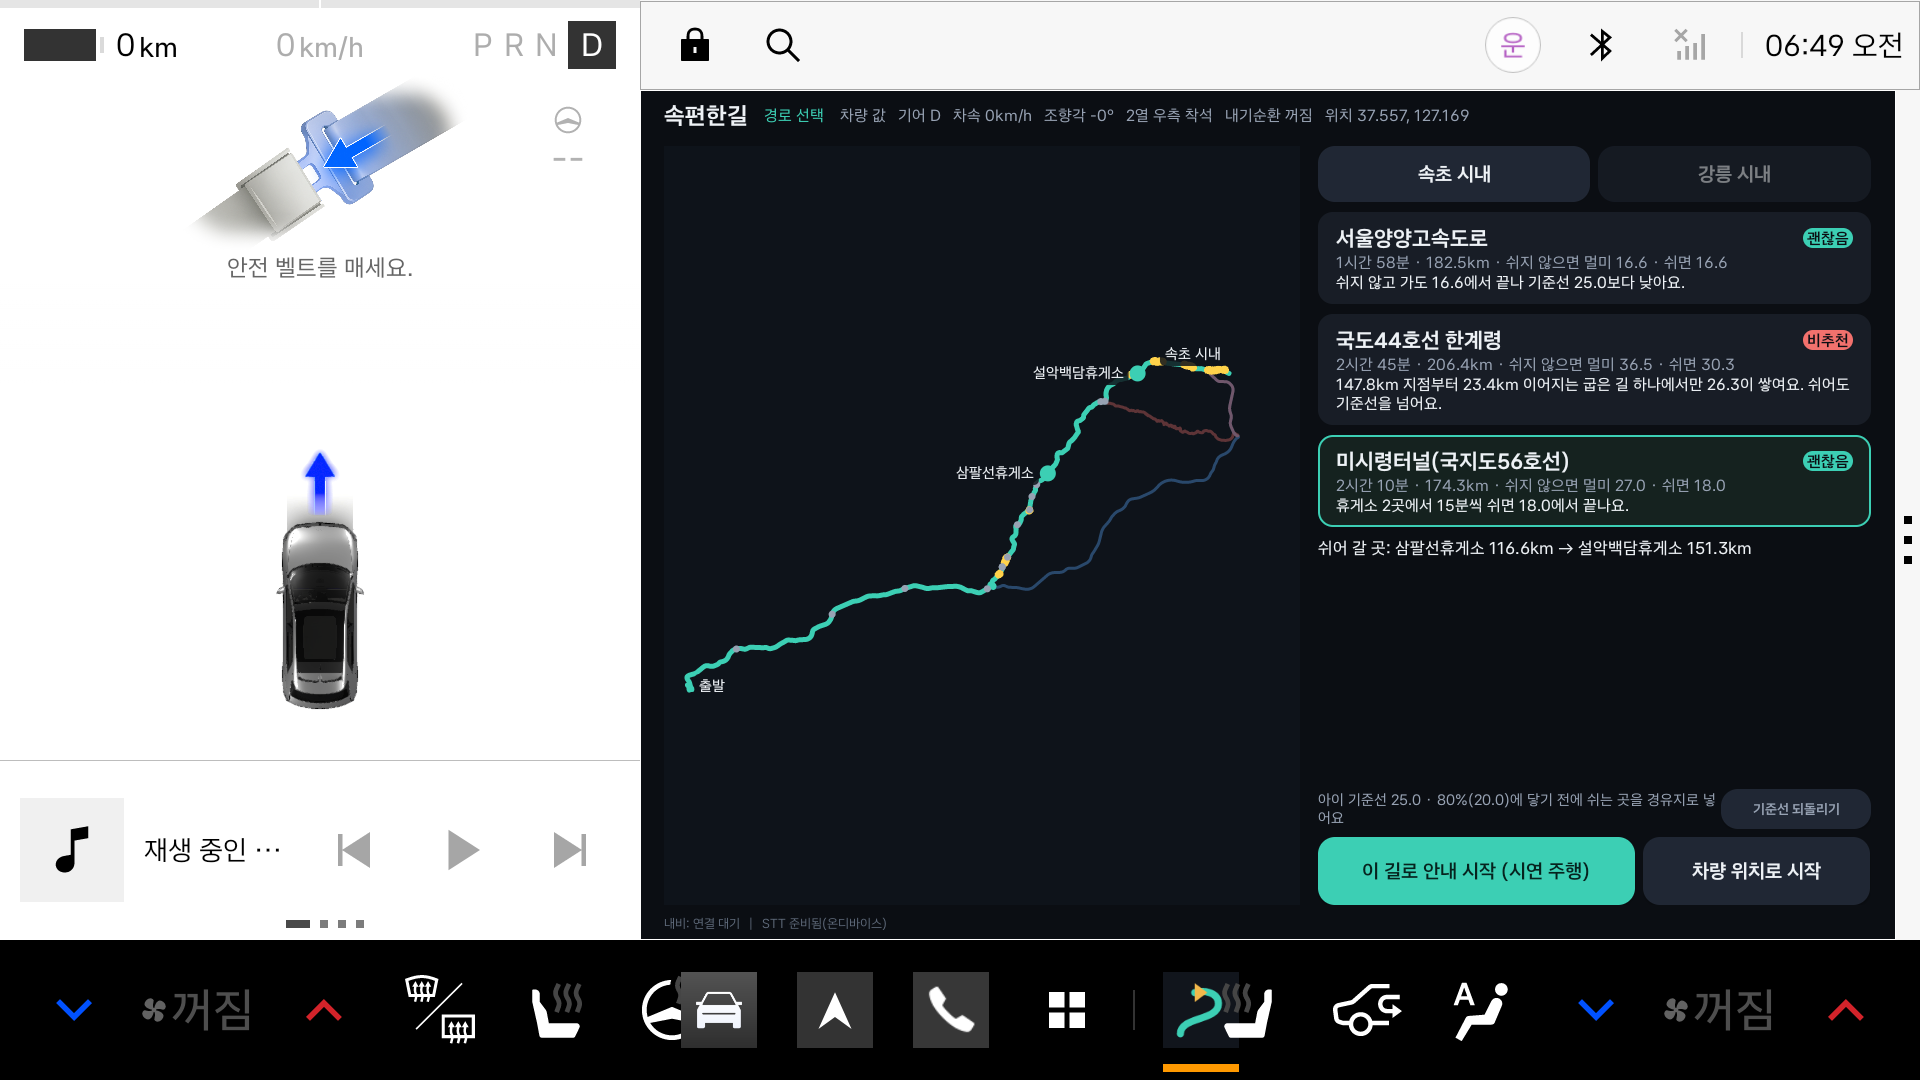 0 km
0 km/h
P R N D
안전 벨트를 매세요.
재생 중인 ···
운
06:49 오전
속편한길 경로 선택 차량 값 기어 D 차속 0km/h 조향각 -0° 2열 우측 착석 내기순환 꺼짐 위치 37.557, 127.169
속초 시내
설악백담휴게소
삼팔선휴게소
출발
속초 시내
강릉 시내
서울양양고속도로
괜찮음
1시간 58분 · 182.5km · 쉬지 않으면 멀미 16.6 · 쉬면 16.6
쉬지 않고 가도 16.6에서 끝나 기준선 25.0보다 낮아요.
국도44호선 한계령
비추천
2시간 45분 · 206.4km · 쉬지 않으면 멀미 36.5 · 쉬면 30.3
147.8km 지점부터 23.4km 이어지는 굽은 길 하나에서만 26.3이 쌓여요. 쉬어도
기준선을 넘어요.
미시령터널(국지도56호선)
괜찮음
2시간 10분 · 174.3km · 쉬지 않으면 멀미 27.0 · 쉬면 18.0
휴게소 2곳에서 15분씩 쉬면 18.0에서 끝나요.
쉬어 갈 곳: 삼팔선휴게소 116.6km → 설악백담휴게소 151.3km
아이 기준선 25.0 · 80%(20.0)에 닿기 전에 쉬는 곳을 경유지로 넣
어요
기준선 되돌리기
이 길로 안내 시작 (시연 주행)
차량 위치로 시작
내비: 연결 대기 | STT 준비됨(온디바이스)
꺼짐
A
꺼짐